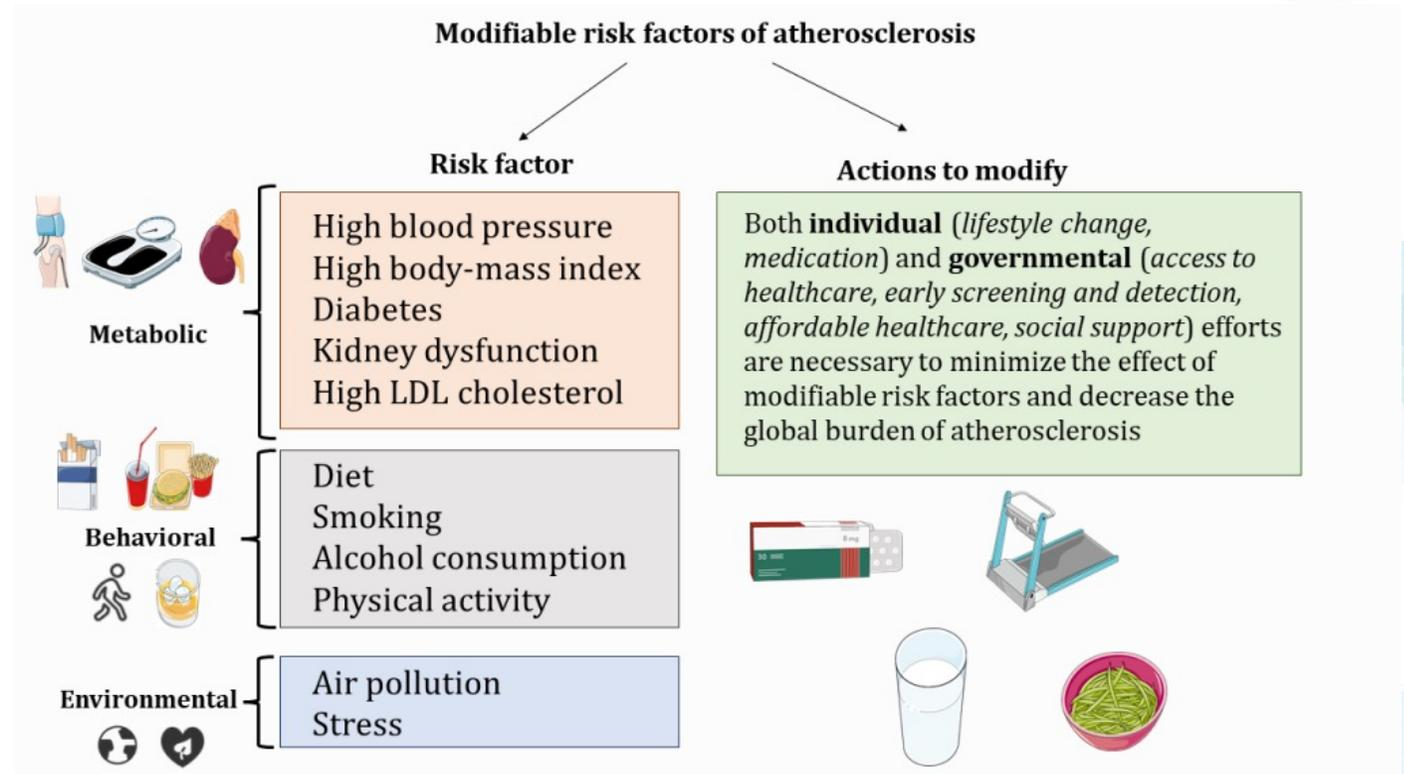 Modifiable risk factors of atherosclerosis
Risk factor
High blood pressure
High body-mass index
Diabetes
Kidney dysfunction
High LDL cholesterol
Metabolic
Diet
Smoking
Alcohol consumption
Physical activity
Behavioral
Air pollution
Stress
Environmental
Actions to modify
Both individual (lifestyle change,
medication) and governmental (access to
healthcare, early screening and detection,
affordable healthcare, social support) efforts
are necessary to minimize the effect of
modifiable risk factors and decrease the
global burden of atherosclerosis
8 mg
30